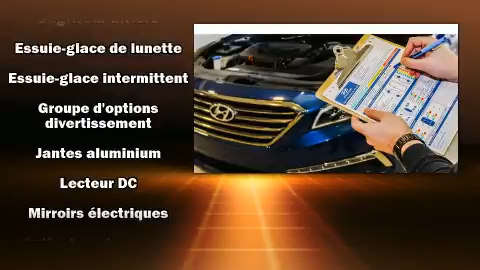 Essuie-glace de lunette
Essuie-glace intermittent
Groupe d'options
divertissement
Jantes aluminium
Lecteur DC
Mirroirs électriques